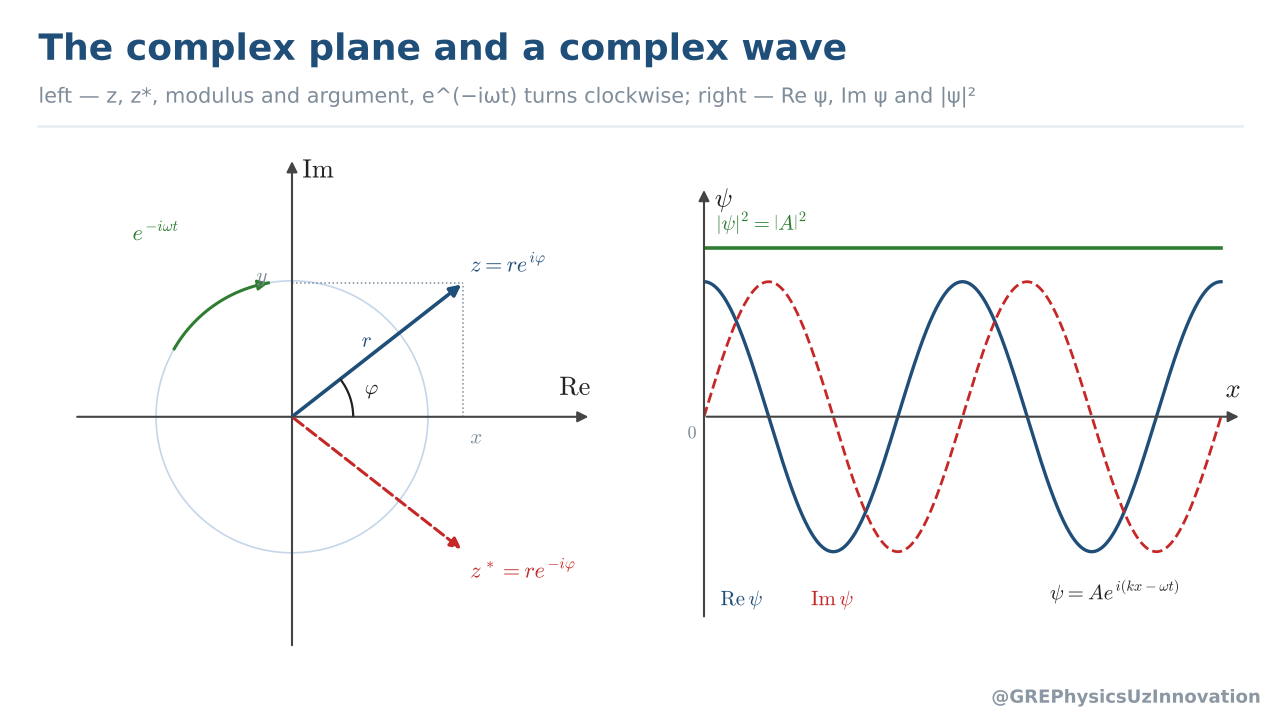 The complex plane and a complex wave
left — z, z*, modulus and argument, e^(−iωt) turns clockwise; right — Re ψ, Im ψ and |ψ|²
Im
e^{-iωt}
y
z = re^{iφ}
r
φ
Re
x
z* = re^{-iφ}
ψ
|ψ|² = |A|²
x
0
Re ψ
Im ψ
ψ = Ae^{i(kx − ωt)}
@GREPhysicsUzInnovation